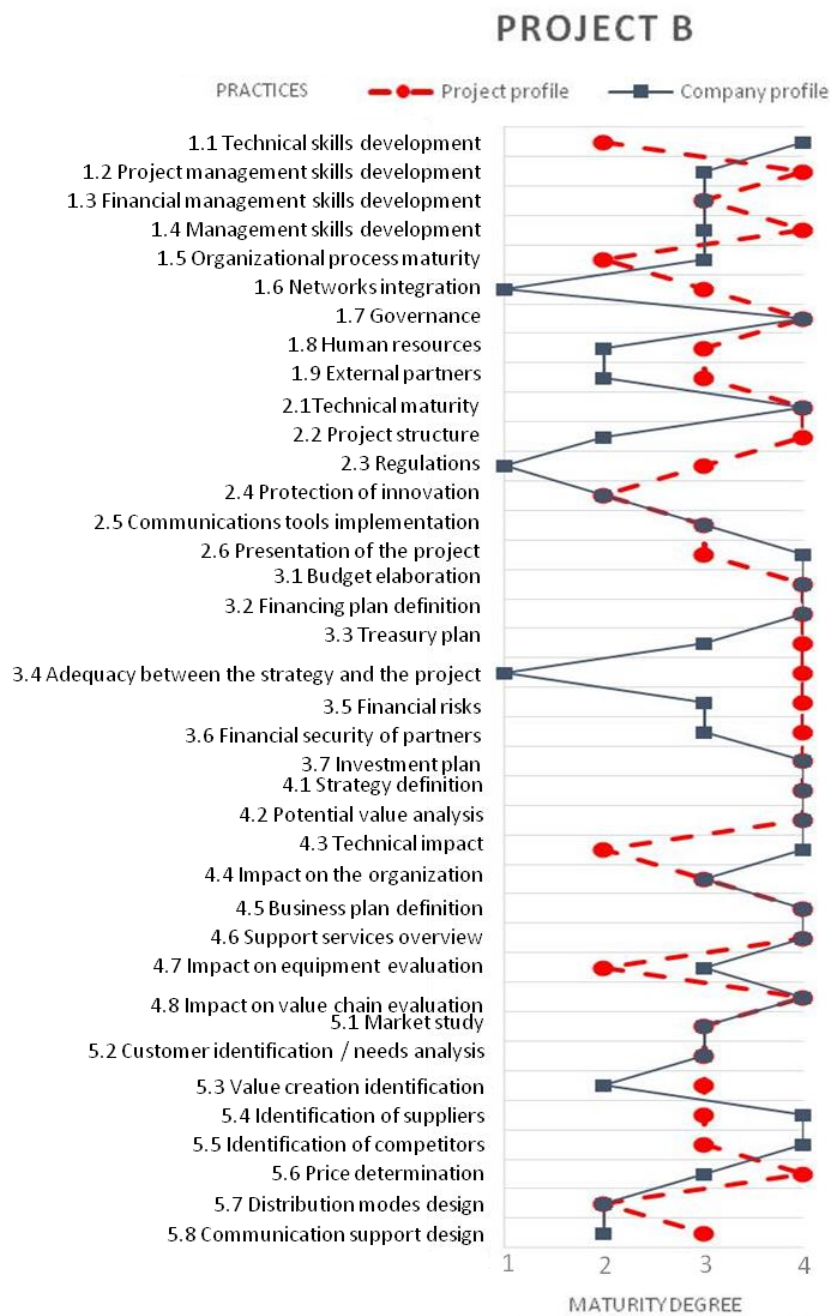 PROJECT B
PRACTICES Project profile Company profile
1.1 Technical skills development
1.2 Project management skills development
1.3 Financial management skills development
1.4 Management skills development
1.5 Organizational process maturity
1.6 Networks integration
1.7 Governance
1.8 Human resources
1.9 External partners
2.1Technical maturity
2.2 Project structure
2.3 Regulations
2.4 Protection of innovation
2.5 Communications tools implementation
2.6 Presentation of the project
3.1 Budget elaboration
3.2 Financing plan definition
3.3 Treasury plan
3.4 Adequacy between the strategy and the project
3.5 Financial risks
3.6 Financial security of partners
3.7 Investment plan
4.1 Strategy definition
4.2 Potential value analysis
4.3 Technical impact
4.4 Impact on the organization
4.5 Business plan definition
4.6 Support services overview
4.7 Impact on equipment evaluation
4.8 Impact on value chain evaluation
5.1 Market study
5.2 Customer identification / needs analysis
5.3 Value creation identification
5.4 Identification of suppliers
5.5 Identification of competitors
5.6 Price determination
5.7 Distribution modes design
5.8 Communication support design
1 2 3 4
MATURITY DEGREE